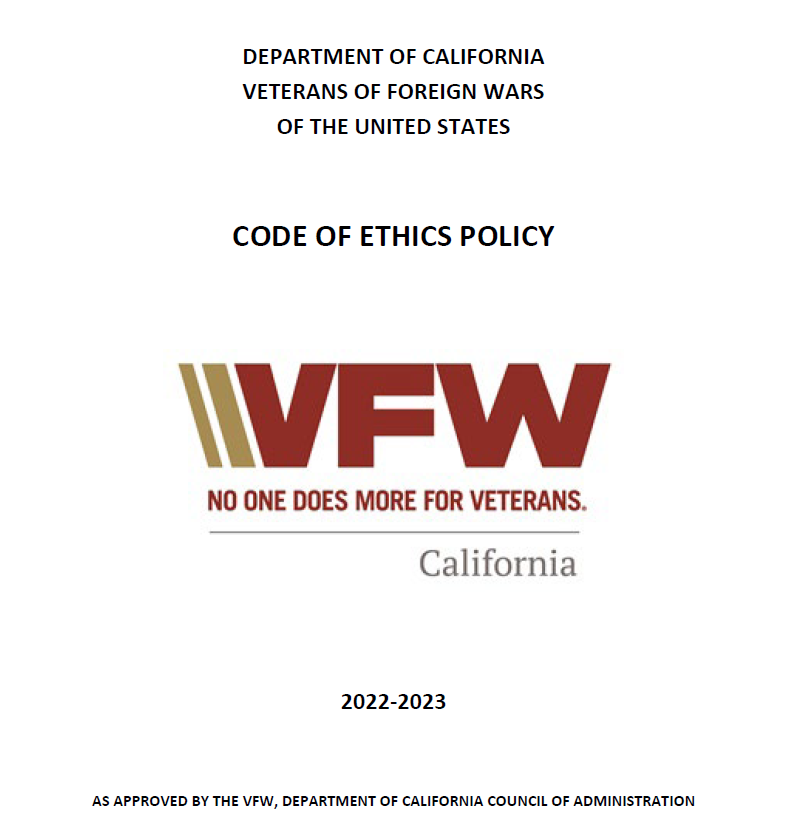 DEPARTMENT OF CALIFORNIA
VETERANS OF FOREIGN WARS
OF THE UNITED STATES
CODE OF ETHICS POLICY
VFW
NO ONE DOES MORE FOR VETERANS.
California
2022-2023
AS APPROVED BY THE VFW, DEPARTMENT OF CALIFORNIA COUNCIL OF ADMINISTRATION